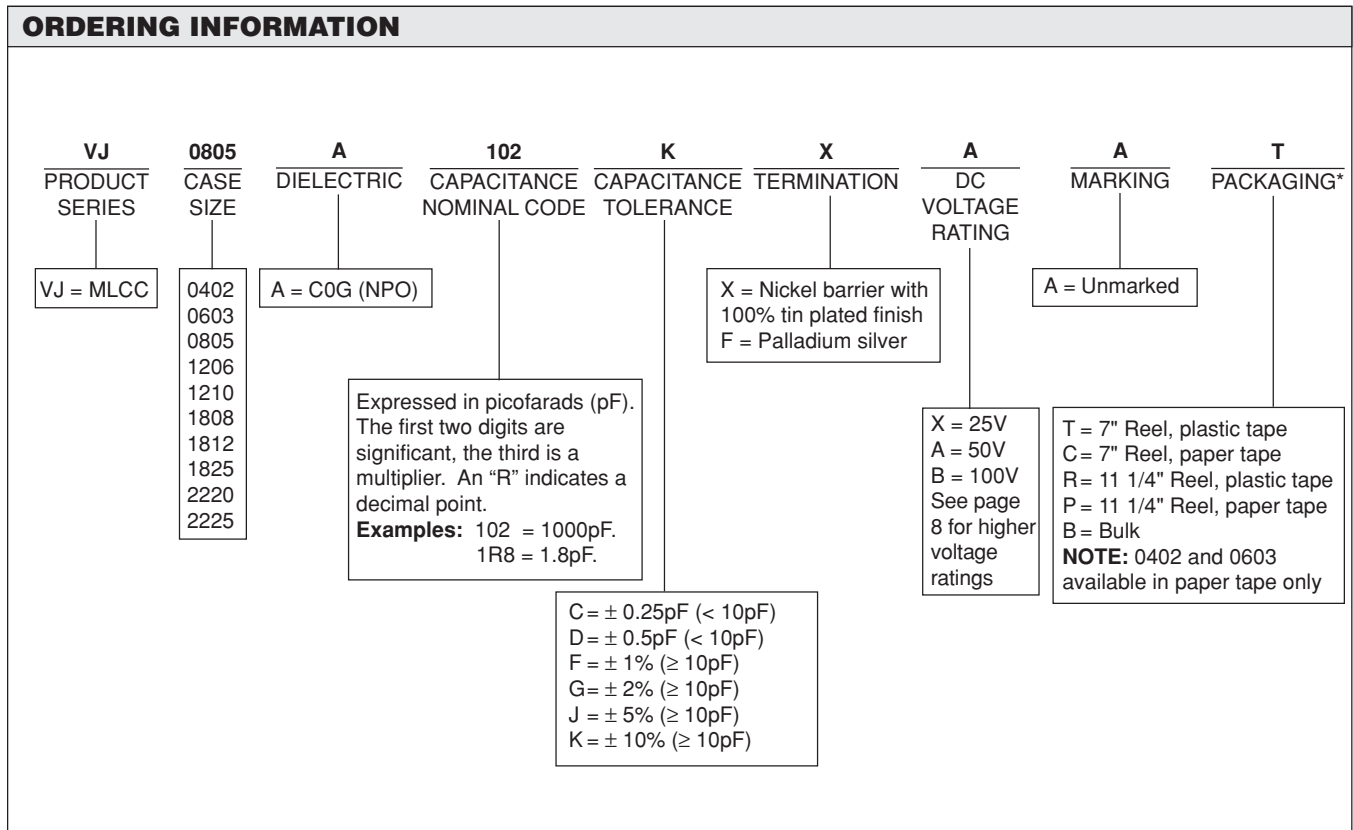 ORDERING INFORMATION
VJ 0805 A 102 K X A A T
PRODUCT
SERIES
CASE
SIZE
DIELECTRIC
CAPACITANCE
NOMINAL CODE
CAPACITANCE
TOLERANCE
TERMINATION
DC
VOLTAGE
RATING
MARKING
PACKAGING*
VJ = MLCC
0402
0603
0805
1206
1210
1808
1812
1825
2220
2225
A = C0G (NPO)
Expressed in picofarads (pF).
The first two digits are
significant, the third is a
multiplier. An “R” indicates a
decimal point.
Examples: 102 = 1000pF.
1R8 = 1.8pF.
C = ± 0.25pF (< 10pF)
D = ± 0.5pF (< 10pF)
F = ± 1% (≥ 10pF)
G = ± 2% (≥ 10pF)
J = ± 5% (≥ 10pF)
K = ± 10% (≥ 10pF)
X = Nickel barrier with
100% tin plated finish
F = Palladium silver
X = 25V
A = 50V
B = 100V
See page
8 for higher
voltage
ratings
A = Unmarked
T = 7" Reel, plastic tape
C = 7" Reel, paper tape
R = 11 1/4" Reel, plastic tape
P = 11 1/4" Reel, paper tape
B = Bulk
NOTE: 0402 and 0603
available in paper tape only